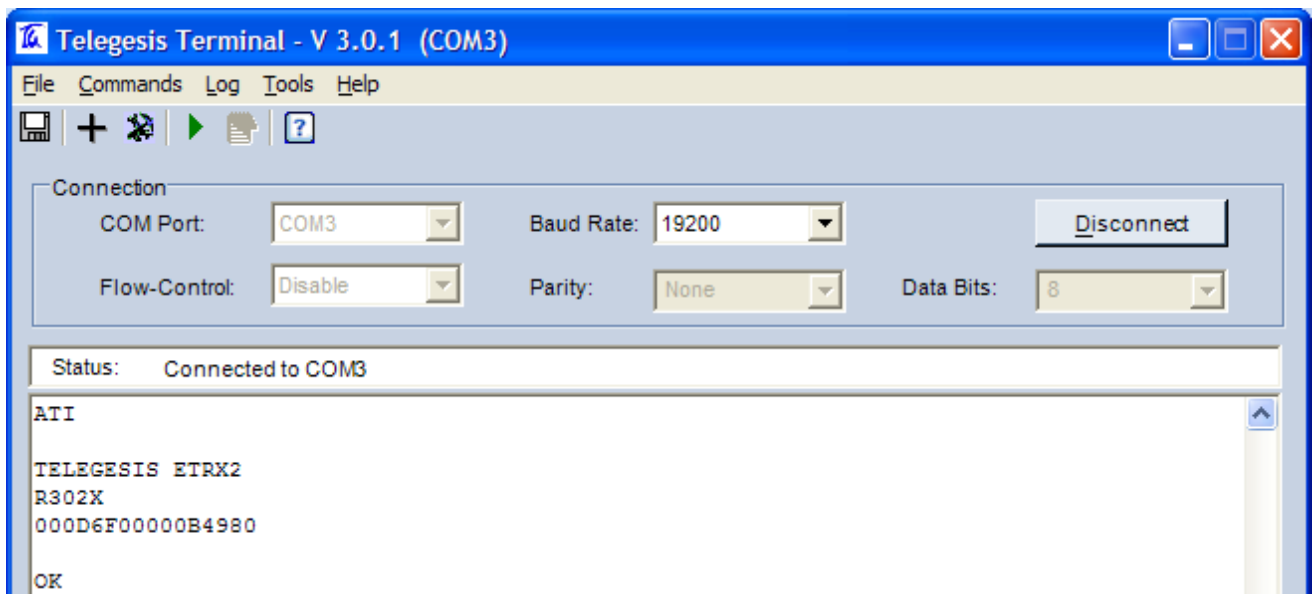 Telegesis Terminal - V 3.0.1 (COM3)
File Commands Log Tools Help
Connection
COM Port: COM3 Baud Rate: 19200 Disconnect
Flow-Control: Disable Parity: None Data Bits: 8
Status: Connected to COM3
ATI
TELEGESIS ETRX2
R302X
000D6F00000B4980
OK